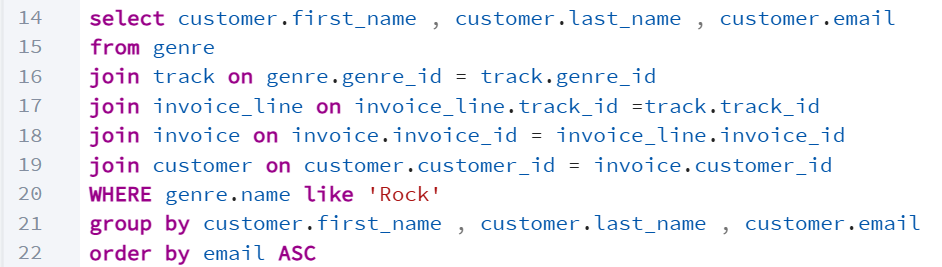 14 select customer.first_name , customer.last_name , customer.email
15 from genre
16 join track on genre.genre_id = track.genre_id
17 join invoice_line on invoice_line.track_id =track.track_id
18 join invoice on invoice.invoice_id = invoice_line.invoice_id
19 join customer on customer.customer_id = invoice.customer_id
20 WHERE genre.name like 'Rock'
21 group by customer.first_name , customer.last_name , customer.email
22 order by email ASC